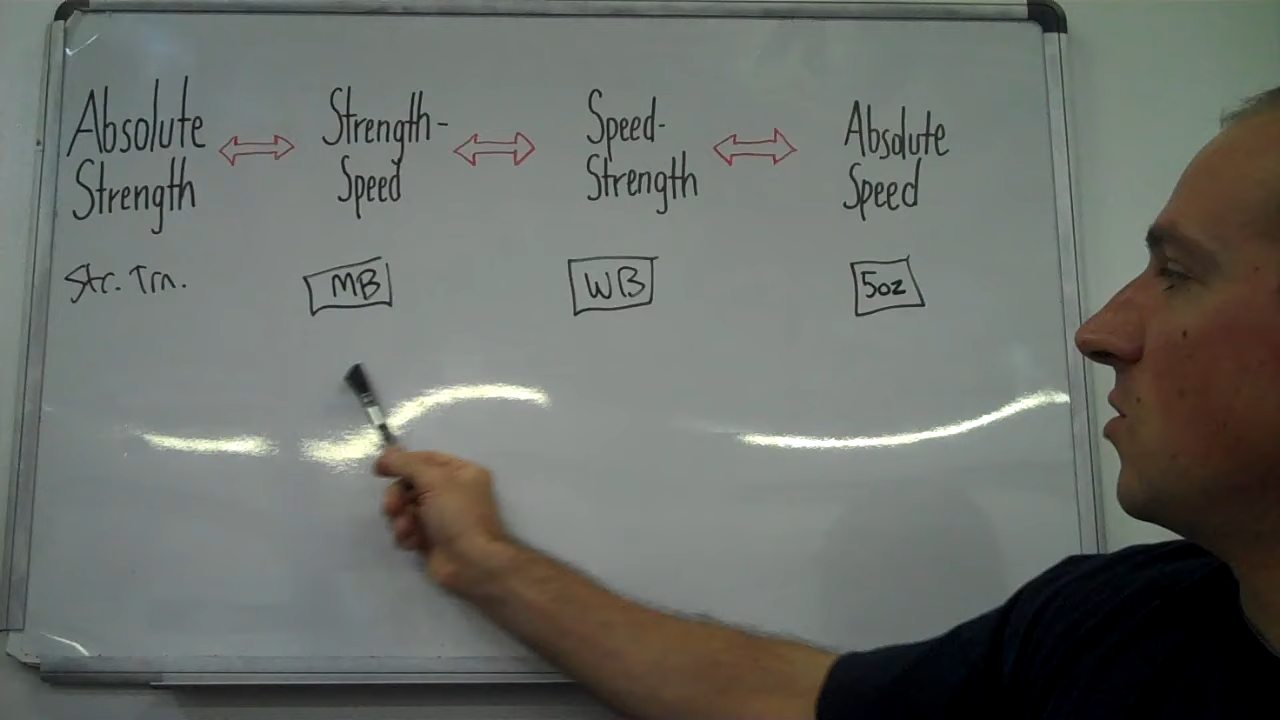 Absolute
Strength
Strength-
Speed
Speed-
Strength
Absolute
Speed
Str. Trn.
MB
WB
5oz